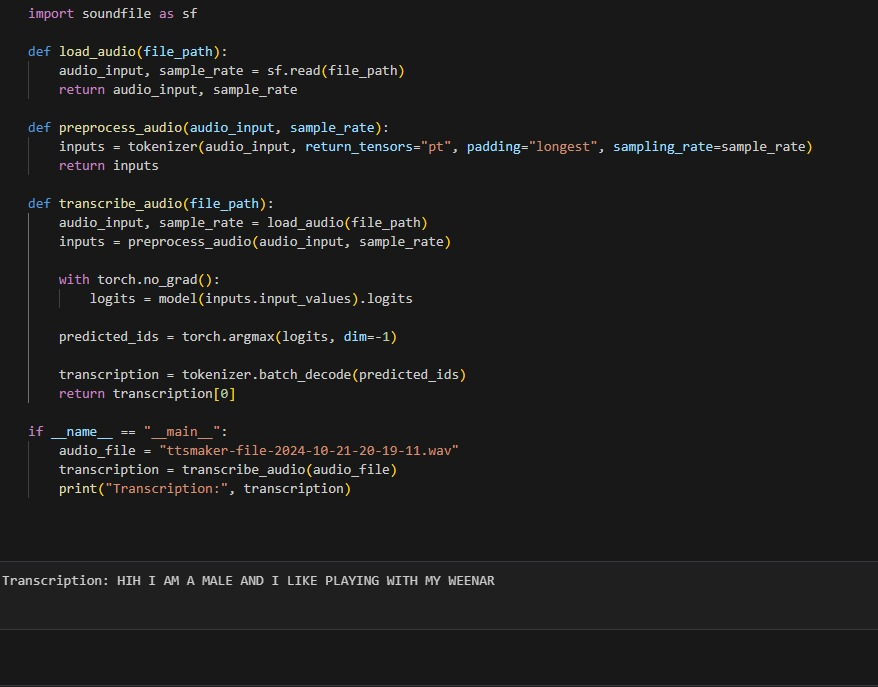 import soundfile as sf
def load_audio(file_path):
    audio_input, sample_rate = sf.read(file_path)
    return audio_input, sample_rate
def preprocess_audio(audio_input, sample_rate):
    inputs = tokenizer(audio_input, return_tensors="pt", padding="longest", sampling_rate=sample_rate)
    return inputs
def transcribe_audio(file_path):
    audio_input, sample_rate = load_audio(file_path)
    inputs = preprocess_audio(audio_input, sample_rate)
    with torch.no_grad():
        logits = model(inputs.input_values).logits
    predicted_ids = torch.argmax(logits, dim=-1)
    transcription = tokenizer.batch_decode(predicted_ids)
    return transcription[0]
if __name__ == "__main__":
    audio_file = "ttsmaker-file-2024-10-21-20-19-11.wav"
    transcription = transcribe_audio(audio_file)
    print("Transcription:", transcription)
Transcription: HIH I AM A MALE AND I LIKE PLAYING WITH MY WEENAR